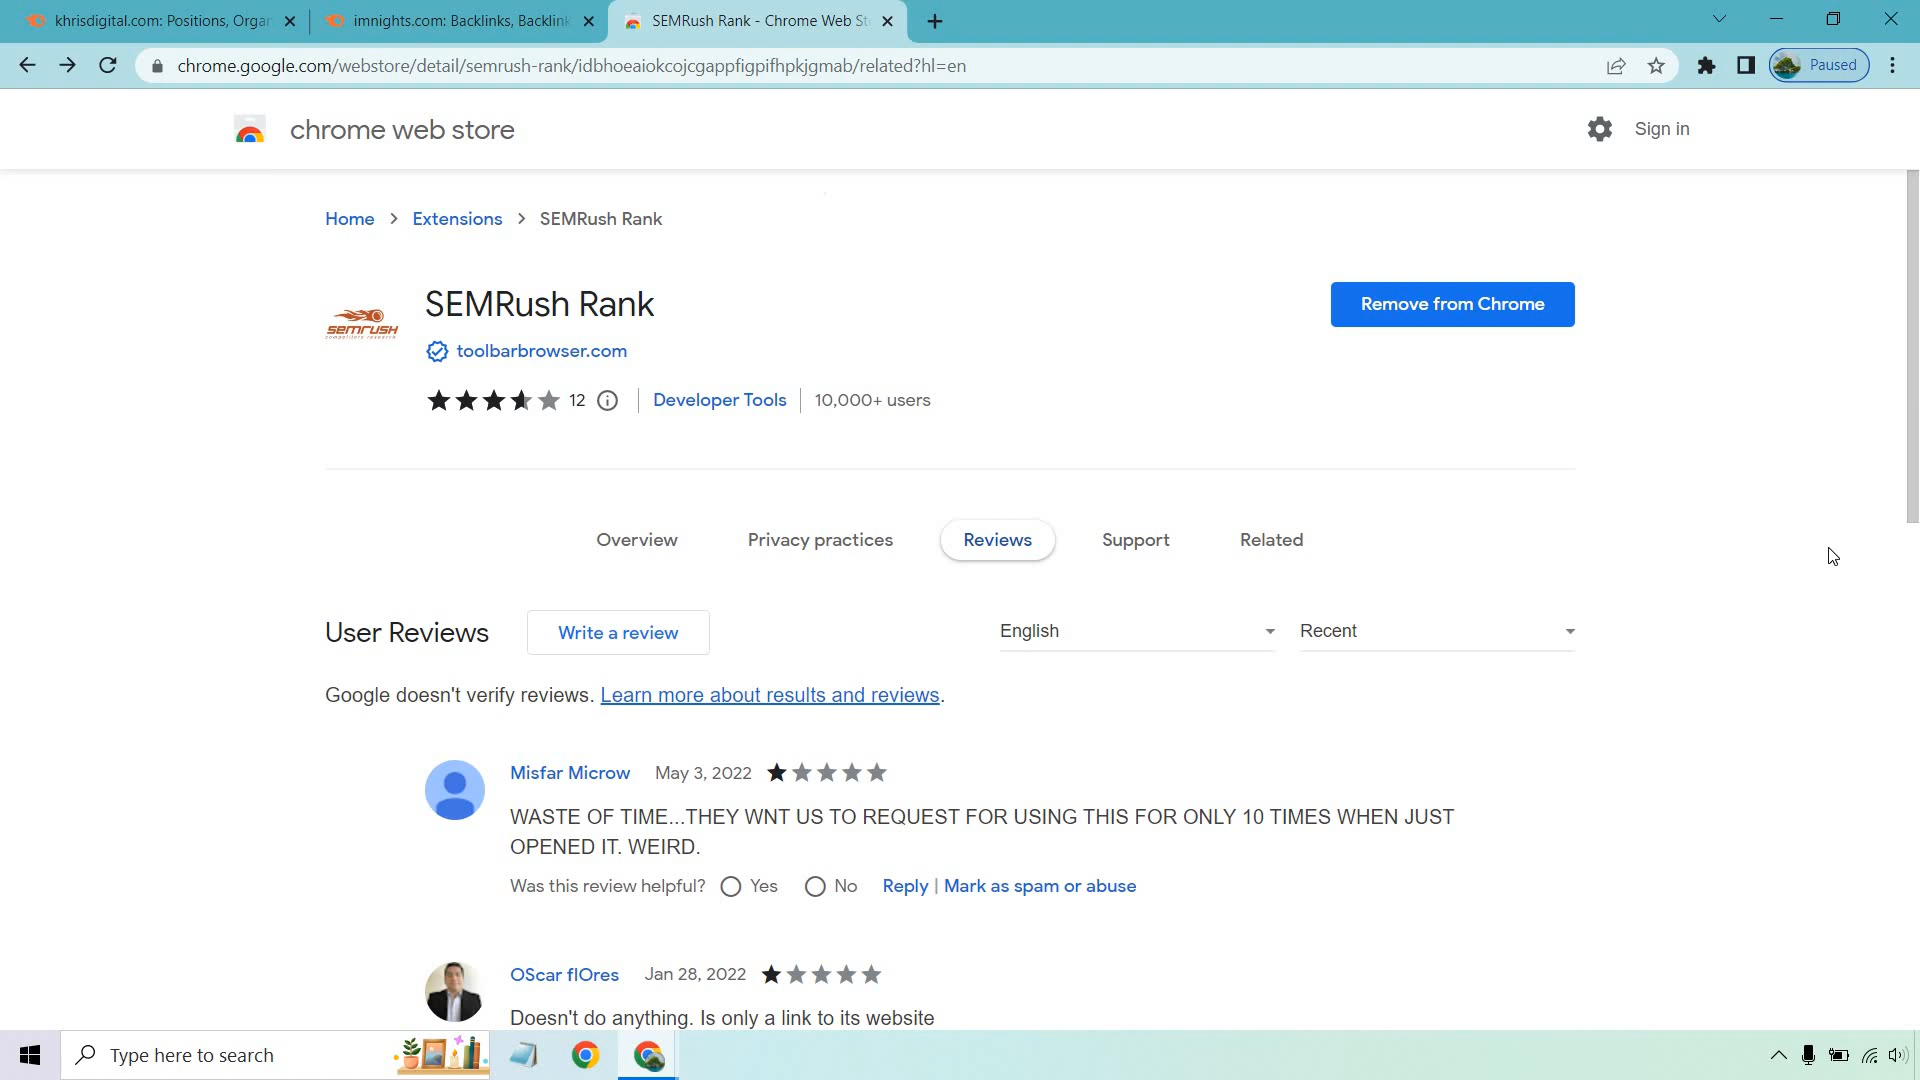 khrisdigital.com: Positions, Organ
imnights.com: Backlinks, Backlink
SEMRush Rank - Chrome Web St
chrome.google.com/webstore/detail/semrush-rank/idbhoeaiokcojcgappfigpifhpkjgmab/related?hl=en
Paused
chrome web store
Sign in
Home > Extensions > SEMRush Rank
semrush
competitors research
SEMRush Rank
Remove from Chrome
toolbarbrowser.com
12
Developer Tools
10,000+ users
Overview
Privacy practices
Reviews
Support
Related
User Reviews
Write a review
English
Recent
Google doesn't verify reviews. Learn more about results and reviews.
Misfar Microw May 3, 2022
WASTE OF TIME...THEY WNT US TO REQUEST FOR USING THIS FOR ONLY 10 TIMES WHEN JUST
OPENED IT. WEIRD.
Was this review helpful? Yes No Reply | Mark as spam or abuse
OScar flOres Jan 28, 2022
Doesn't do anything. Is only a link to its website
Type here to search